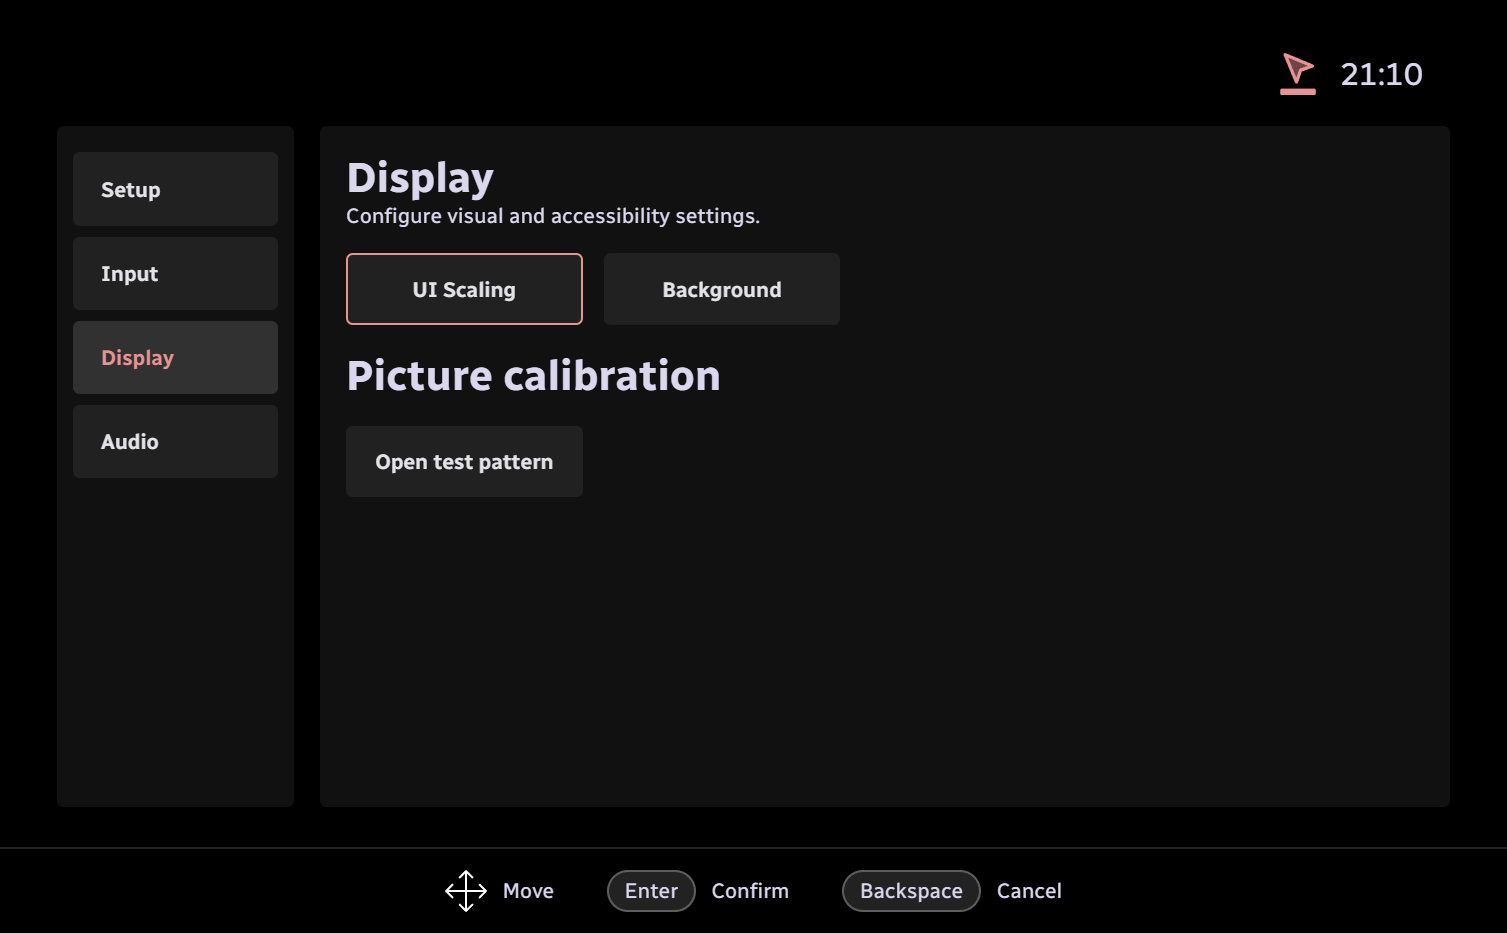 21:10
Setup
Input
Display
Audio
Display
Configure visual and accessibility settings.
UI Scaling
Background
Picture calibration
Open test pattern
Move
Enter
Confirm
Backspace
Cancel